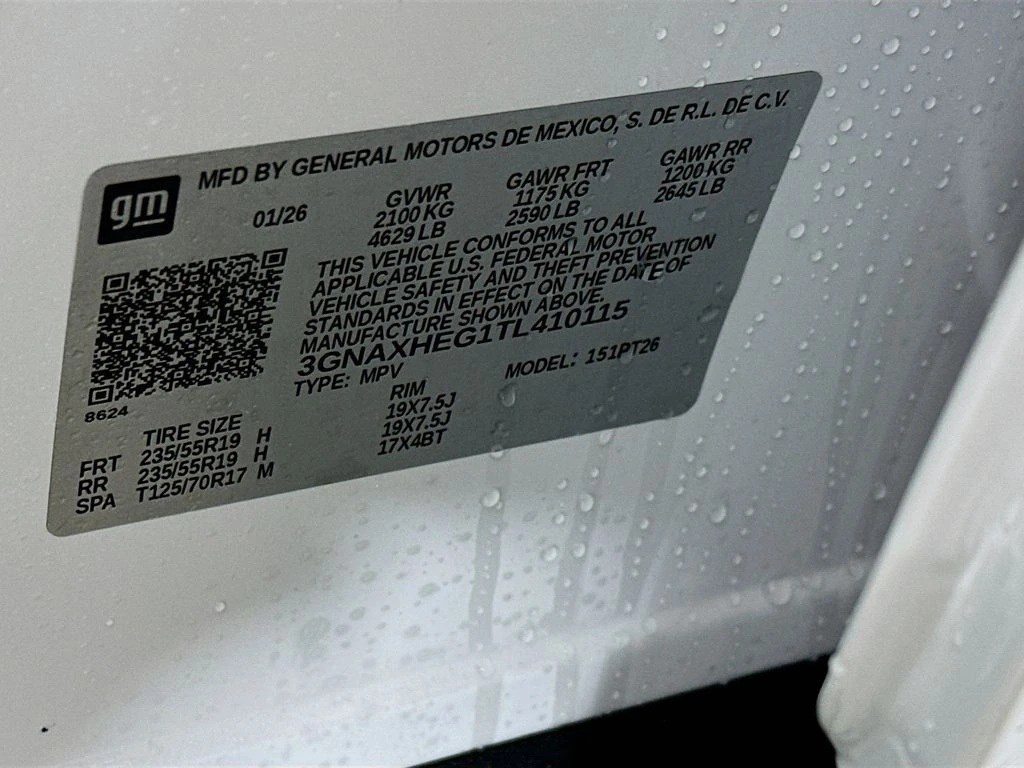 MFD BY GENERAL MOTORS DE MEXICO, S. DE R.L. DE C.V.
gm
01/26
GVWR
2100 KG
4629 LB
GAWR FRT
1175 KG
2590 LB
GAWR RR
1200 KG
2645 LB
THIS VEHICLE CONFORMS TO ALL
APPLICABLE U.S. FEDERAL MOTOR
VEHICLE SAFETY AND THEFT PREVENTION
STANDARDS IN EFFECT ON THE DATE OF
MANUFACTURE SHOWN ABOVE.
3GNAXHEG1TL410115
TYPE: MPV MODEL: 151PT26
8624
TIRE SIZE RIM
FRT 235/55R19 H 19X7.5J
RR 235/55R19 H 19X7.5J
SPA T125/70R17 M 17X4BT